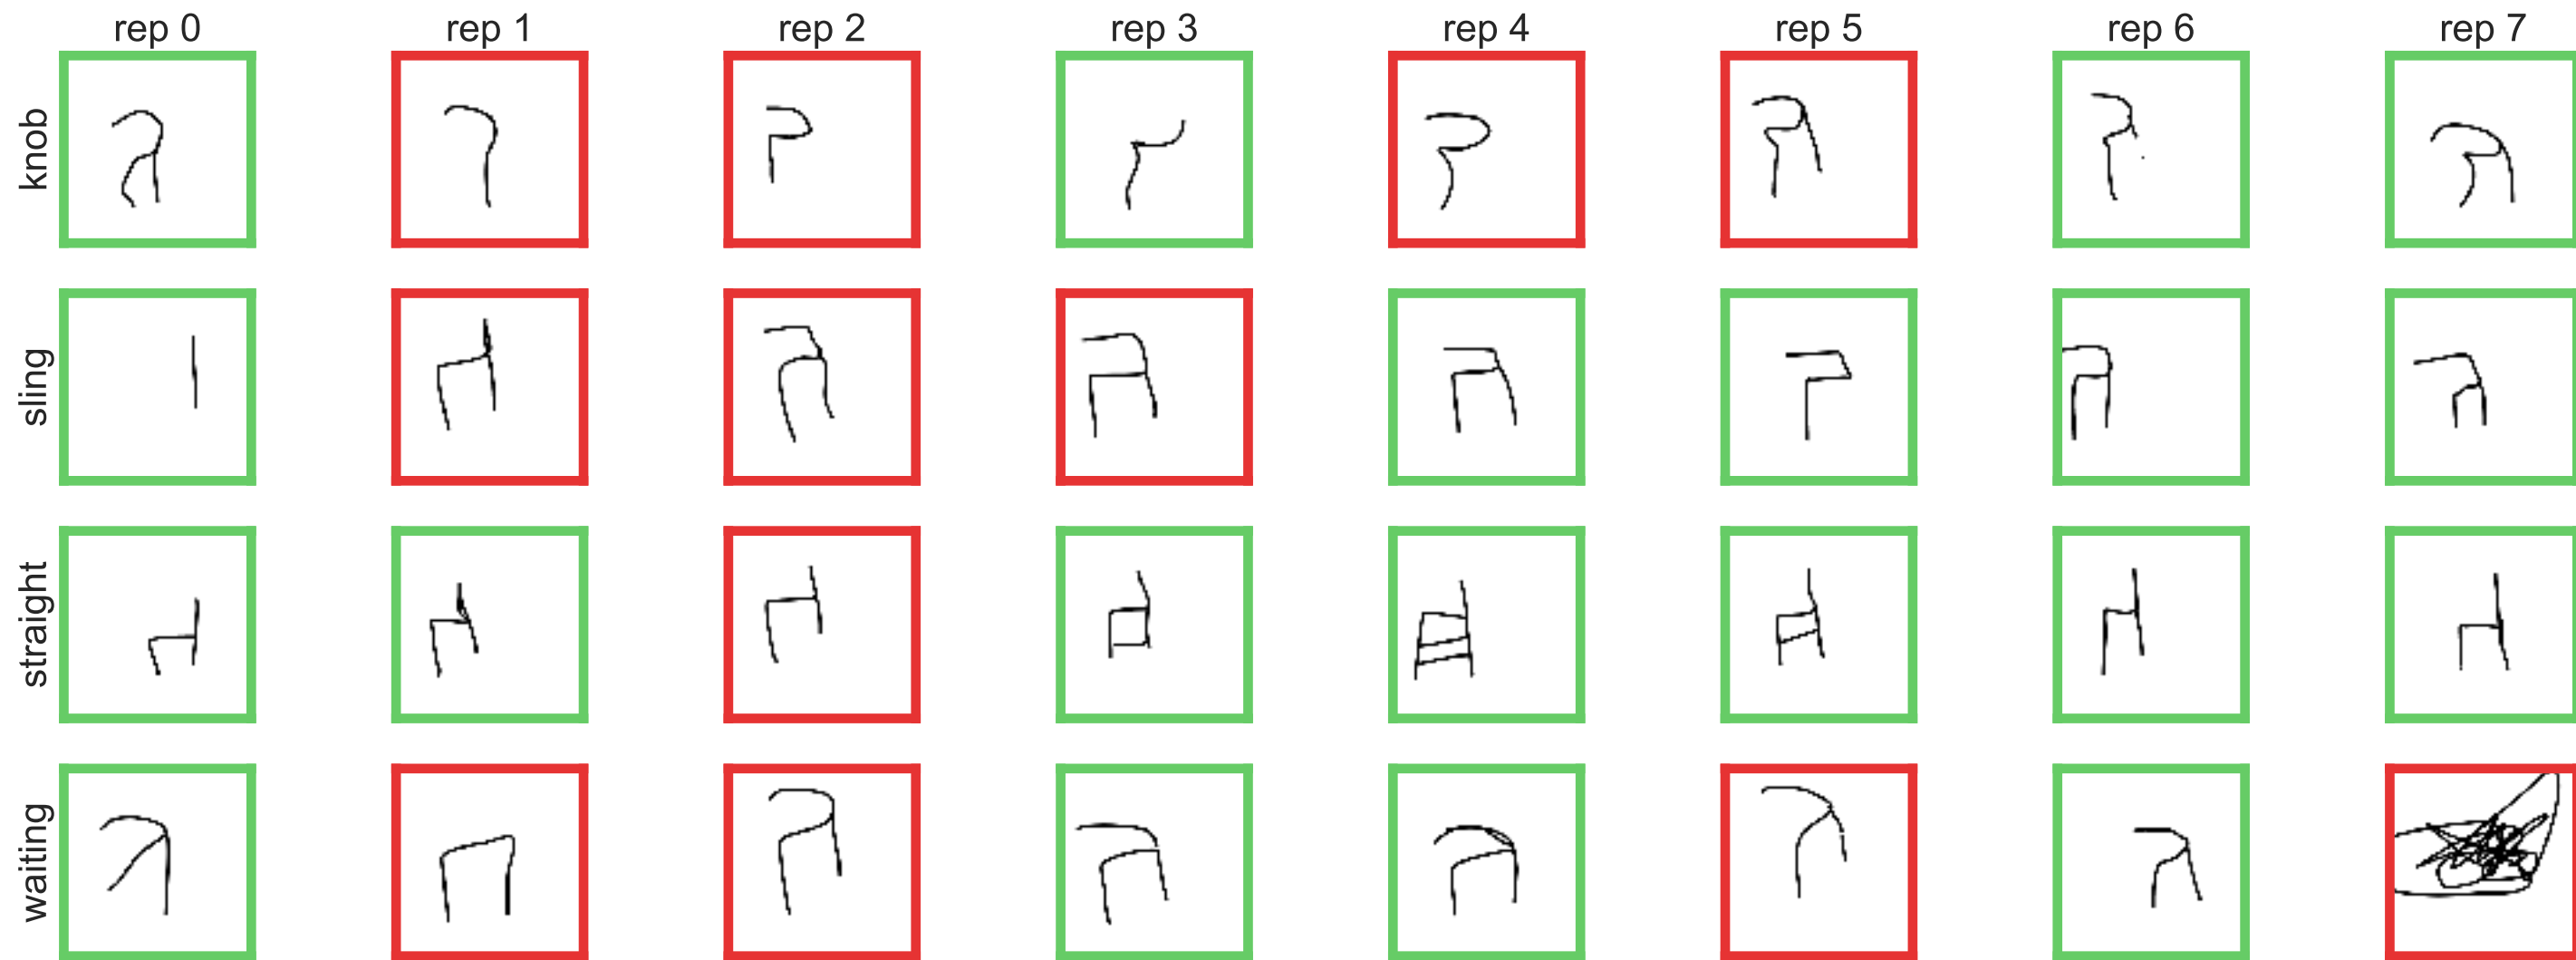 rep 0 rep 1 rep 2 rep 3 rep 4 rep 5 rep 6 rep 7
knob
sling
straight
waiting